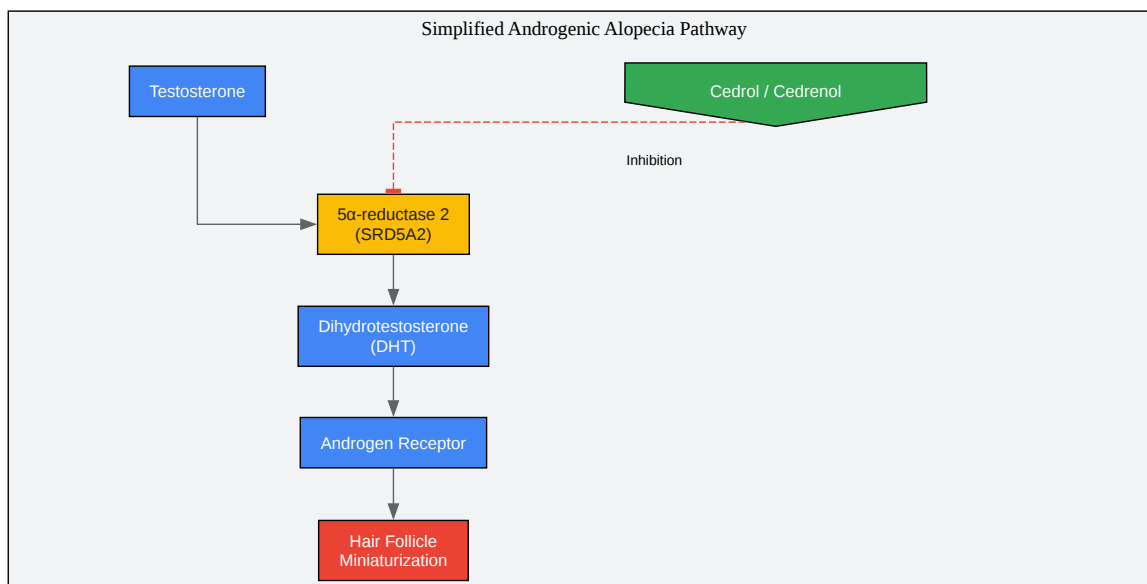 Simplified Androgenic Alopecia Pathway
Testosterone
Cedrol / Cedrenol
Inhibition
5α-reductase 2
(SRD5A2)
Dihydrotestosterone
(DHT)
Androgen Receptor
Hair Follicle
Miniaturization